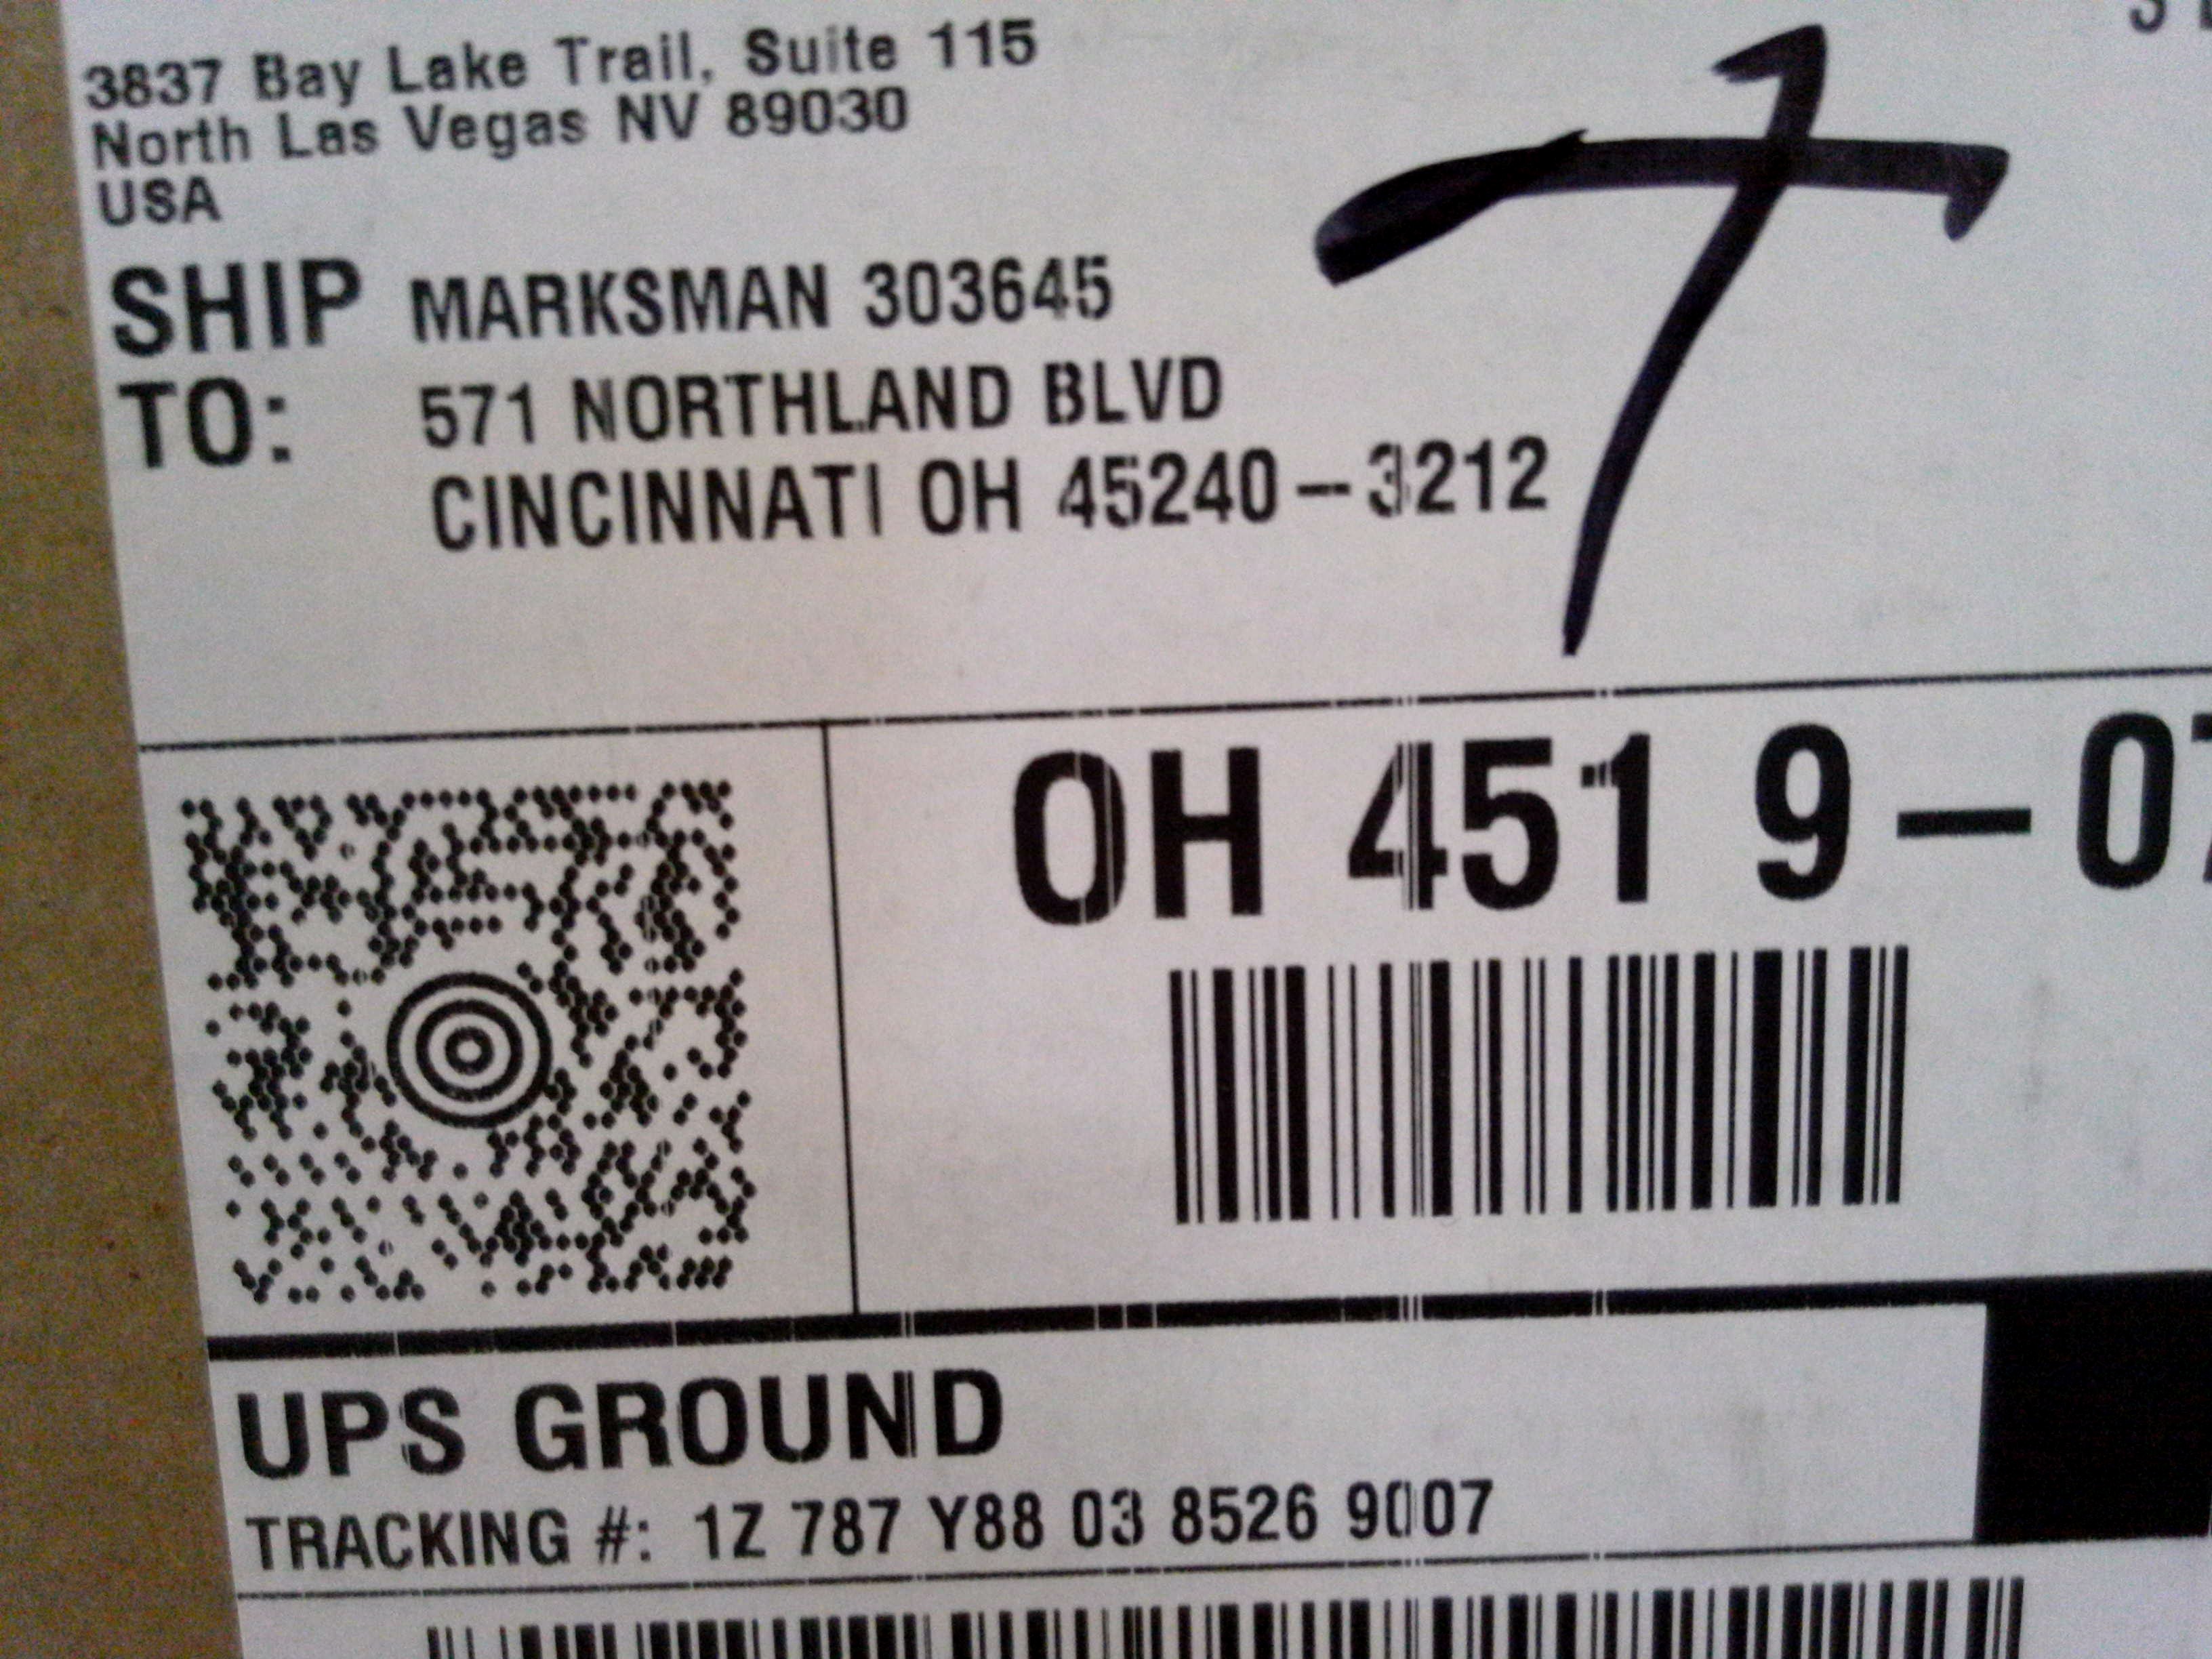 3837 Bay Lake Trail, Suite 115
North Las Vegas NV 89030
USA
SHIP TO: MARKSMAN 303645
571 NORTHLAND BLVD
CINCINNATI OH 45240-3212
7
OH 451 9-07
UPS GROUND
TRACKING #: 1Z 787 Y88 03 8526 9007